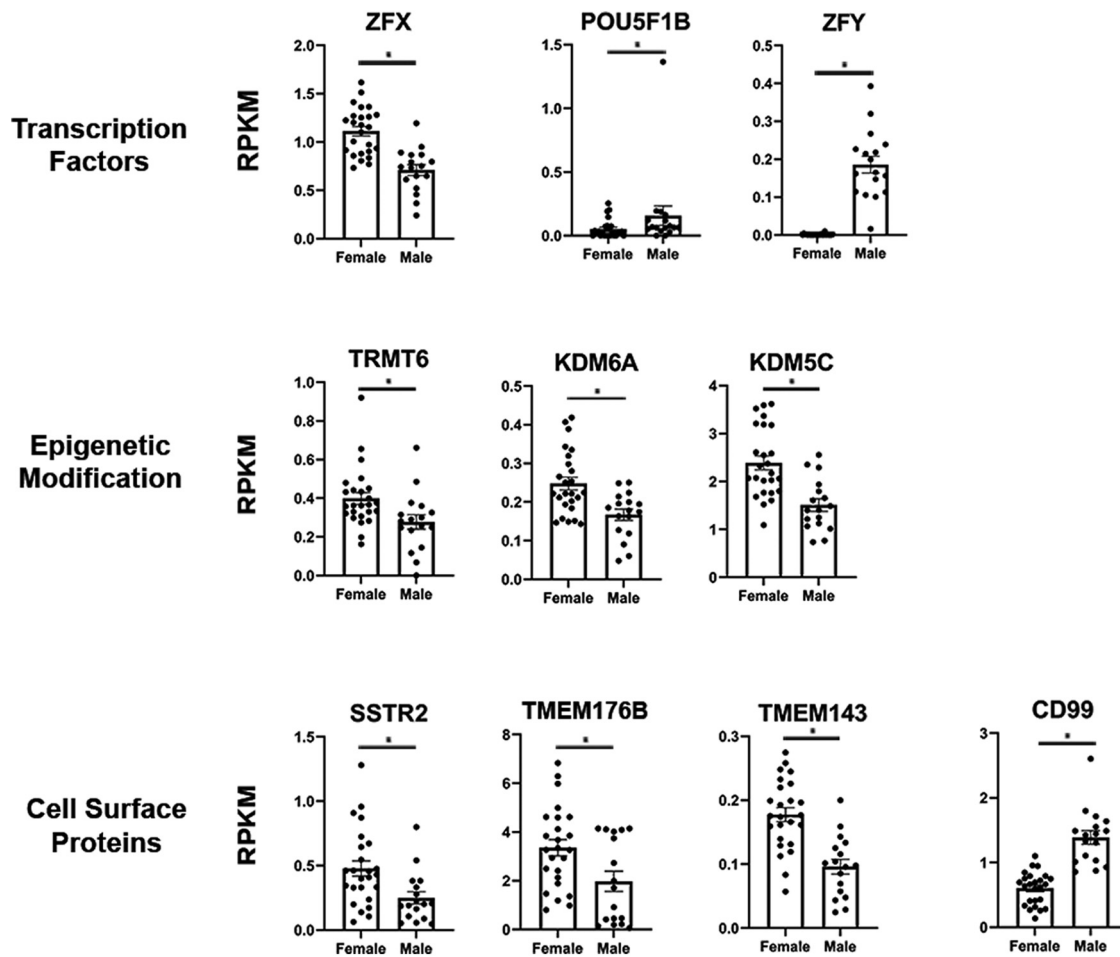 ZFX
POU5F1B
ZFY
Transcription
Factors
RPKM
2.0
1.5
1.0
0.5
0.0
*
Female Male
1.5
1.0
0.5
0.0
*
Female Male
0.5
0.4
0.3
0.2
0.1
0.0
*
Female Male
Epigenetic
Modification
RPKM
TRMT6
1.0
0.8
0.6
0.4
0.2
0.0
*
Female Male
KDM6A
0.5
0.4
0.3
0.2
0.1
0.0
*
Female Male
KDM5C
4
3
2
1
0
*
Female Male
Cell Surface
Proteins
RPKM
SSTR2
1.5
1.0
0.5
0.0
*
Female Male
TMEM176B
8
6
4
2
0
*
Female Male
TMEM143
0.3
0.2
0.1
0.0
*
Female Male
CD99
3
2
1
0
*
Female Male